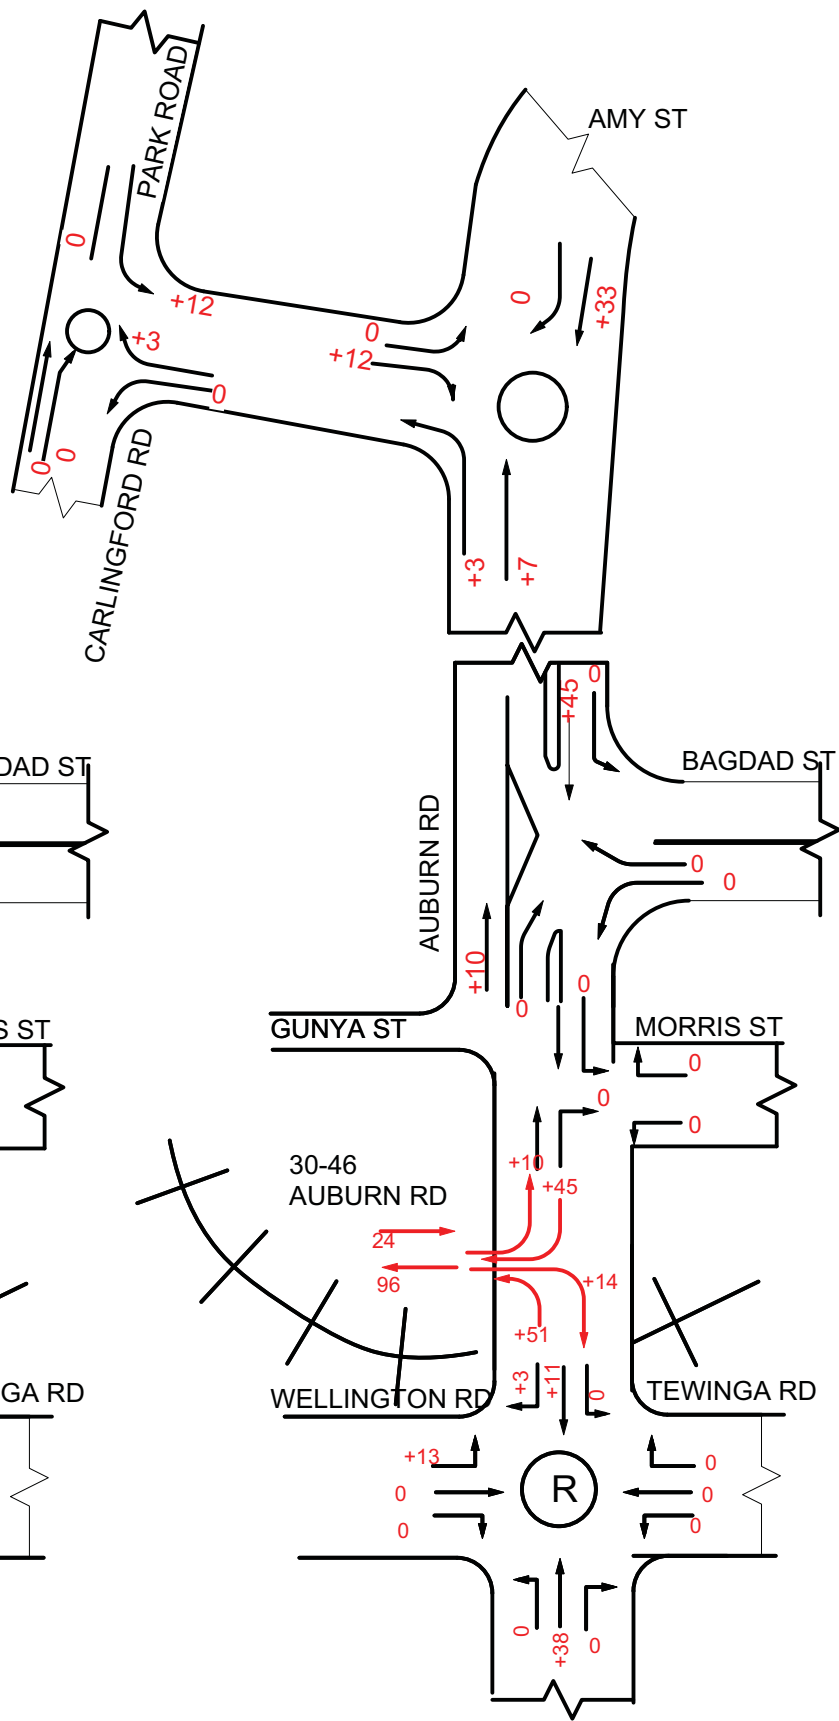 PARK ROAD
AMY ST
0
+12
0
+33
+3
0
+12
0
0
0
CARLINGFORD RD
+3
+7
+45
0
DAD ST
BAGDAD ST
AUBURN RD
0
0
+10
0
0
S ST
GUNYA ST
MORRIS ST
0
0
0
30-46
AUBURN RD
+10
+45
24
96
+14
+51
+3
+11
0
GA RD
WELLINGTON RD
TEWINGA RD
+13
0
0
0
0
0
R
0
+38
0